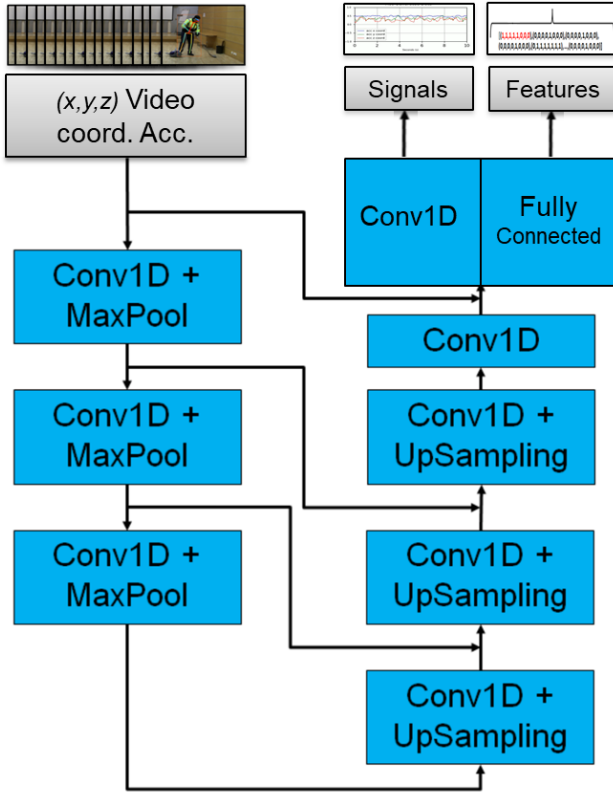 (x,y,z) Video
coord. Acc.
Signals
Features
Conv1D
Fully
Connected
Conv1D +
MaxPool
Conv1D
Conv1D +
MaxPool
Conv1D +
UpSampling
Conv1D +
MaxPool
Conv1D +
UpSampling
Conv1D +
UpSampling